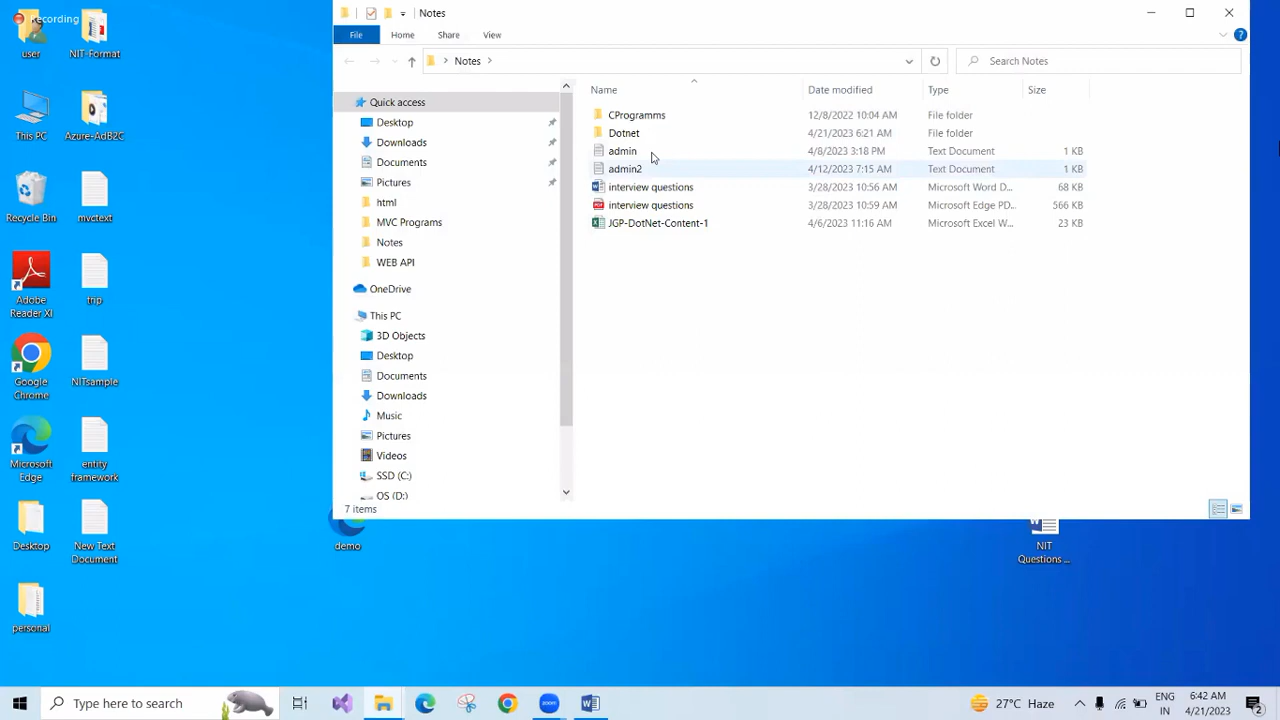 Recording
user
NIT-Format
This PC
Azure-AdB2C
Recycle Bin
mvctext
Adobe
Reader XI
trip
Google
Chrome
NITsample
Microsoft
Edge
entity
framework
Desktop
New Text
Document
personal
demo
NIT
Questions ...
Notes
File
Home
Share
View
Notes
Search Notes
Quick access
Desktop
Downloads
Documents
Pictures
html
MVC Programs
Notes
WEB API
OneDrive
This PC
3D Objects
Desktop
Documents
Downloads
Music
Pictures
Videos
SSD (C:)
OS (D:)
Name Date modified Type Size
CProgramms 12/8/2022 10:04 AM File folder
Dotnet 4/21/2023 6:21 AM File folder
admin 4/8/2023 3:18 PM Text Document 1 KB
admin2 4/12/2023 7:15 AM Text Document 1 KB
interview questions 3/28/2023 10:56 AM Microsoft Word D... 68 KB
interview questions 3/28/2023 10:59 AM Microsoft Edge PD... 566 KB
JGP-DotNet-Content-1 4/6/2023 11:16 AM Microsoft Excel W... 23 KB
7 items
Type here to search
zoom
27°C Haze
ENG
IN
6:42 AM
4/21/2023
2